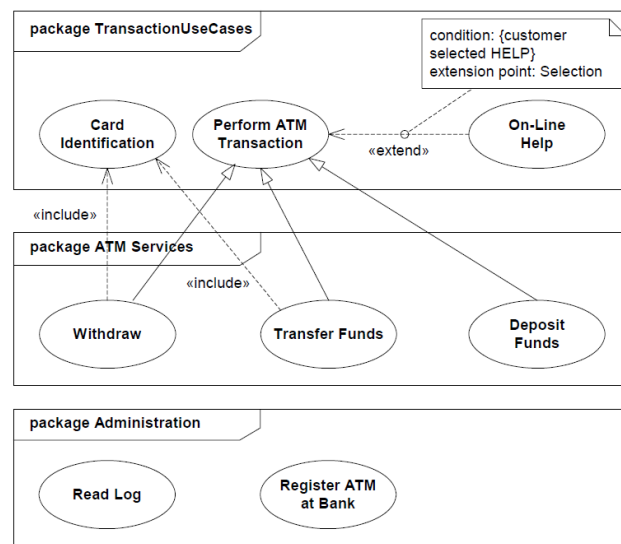 package TransactionUseCases
condition: {customer
selected HELP}
extension point: Selection
Card
Identification
Perform ATM
Transaction
On-Line
Help
«extend»
«include»
package ATM Services
«include»
Withdraw
Transfer Funds
Deposit
Funds
package Administration
Read Log
Register ATM
at Bank